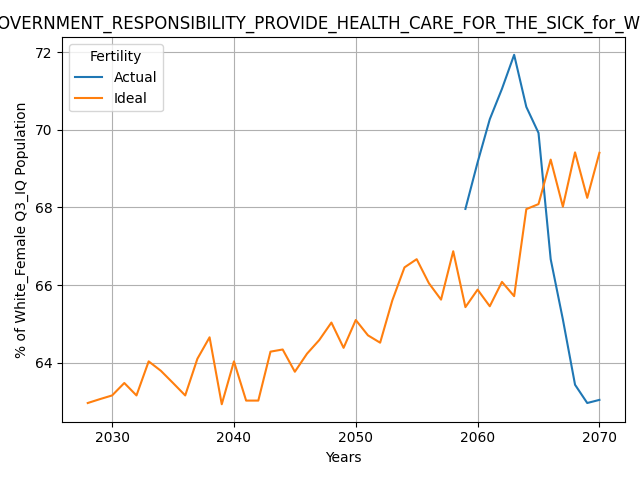 OVERNMENT_RESPONSIBILITY_PROVIDE_HEALTH_CARE_FOR_THE_SICK_for_W
Fertility
Actual
Ideal
72
70
68
66
64
% of White_Female Q3_IQ Population
2030 2040 2050 2060 2070
Years